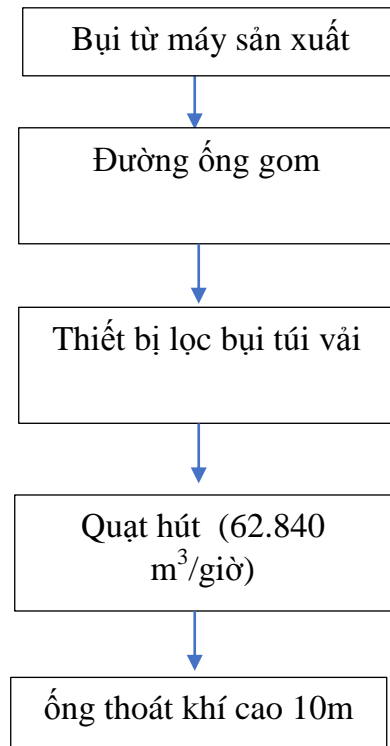 Bụi từ máy sản xuất
Đường ống gom
Thiết bị lọc bụi túi vải
Quạt hút (62.840
m³/giờ)
ống thoát khí cao 10m